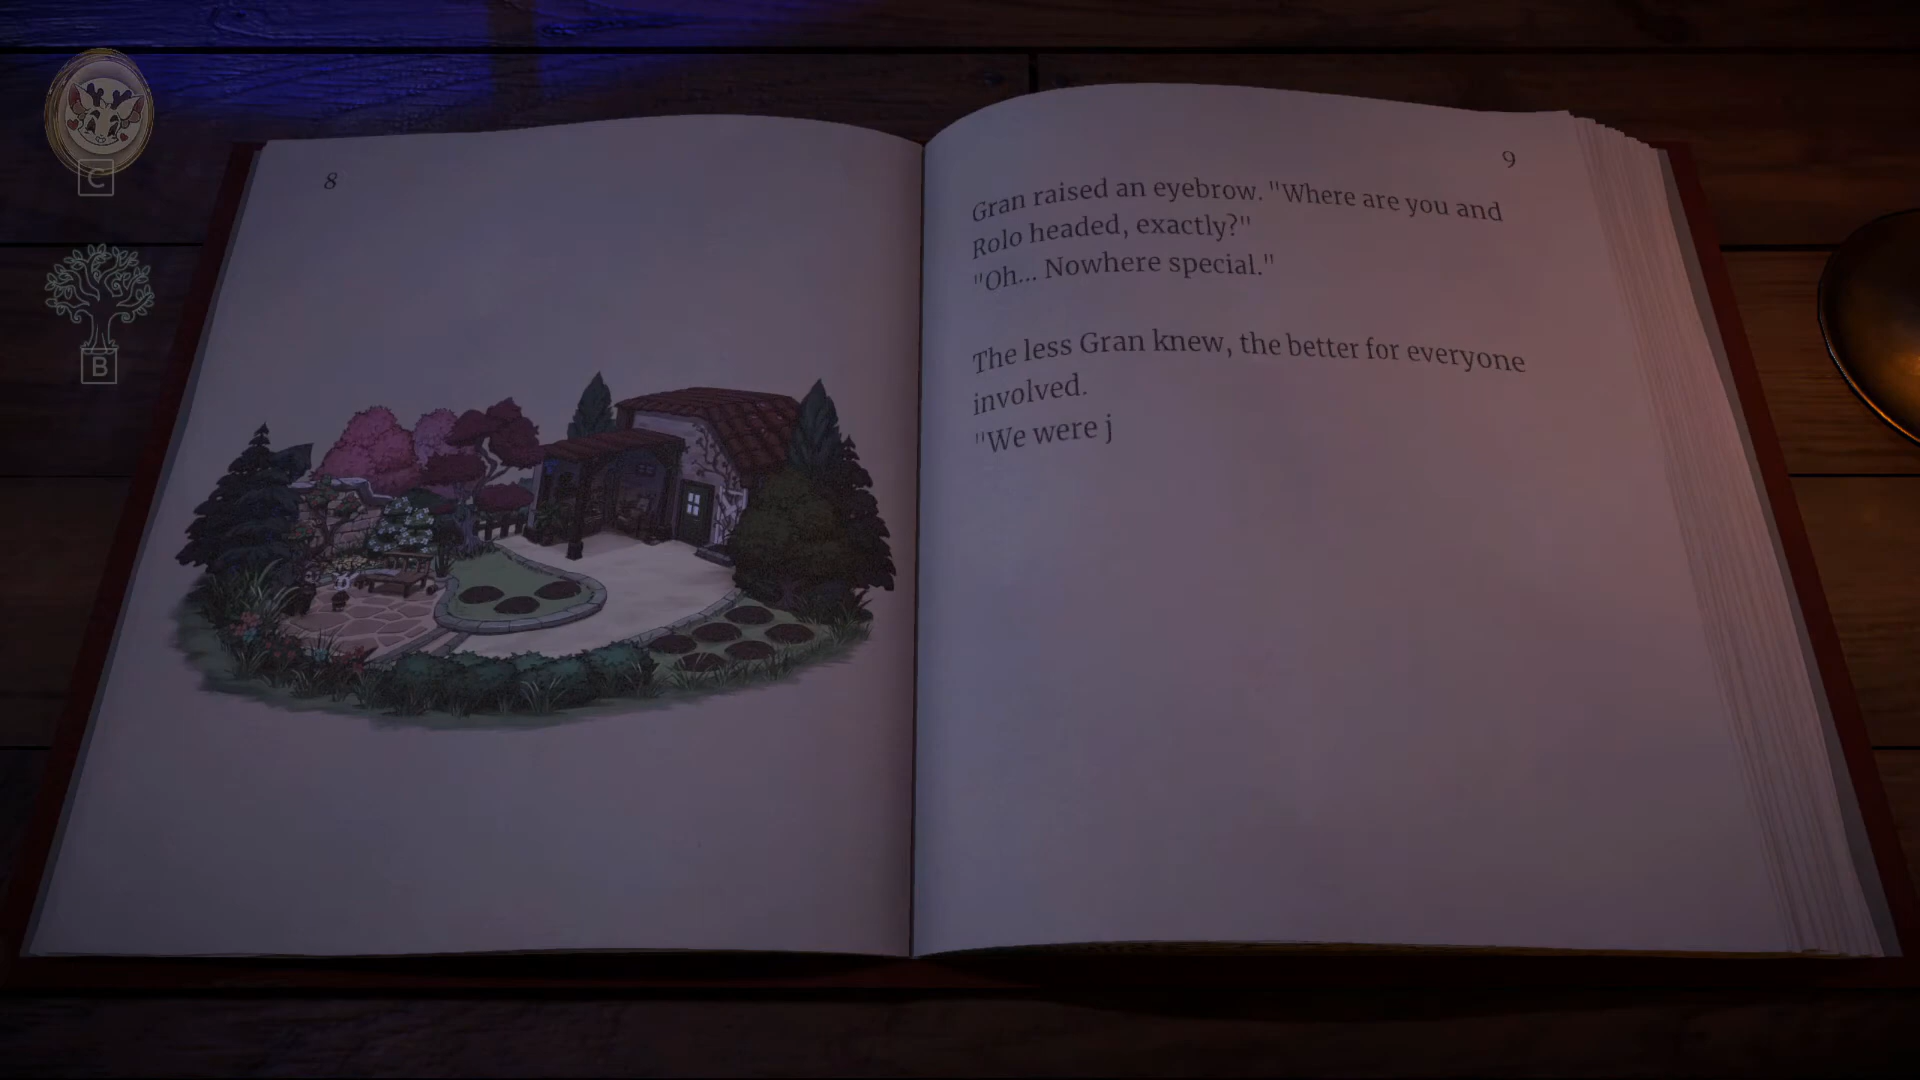 C
B
8
9
Gran raised an eyebrow. "Where are you and
Rolo headed, exactly?"
"Oh... Nowhere special."
The less Gran knew, the better for everyone
involved.
"We were j